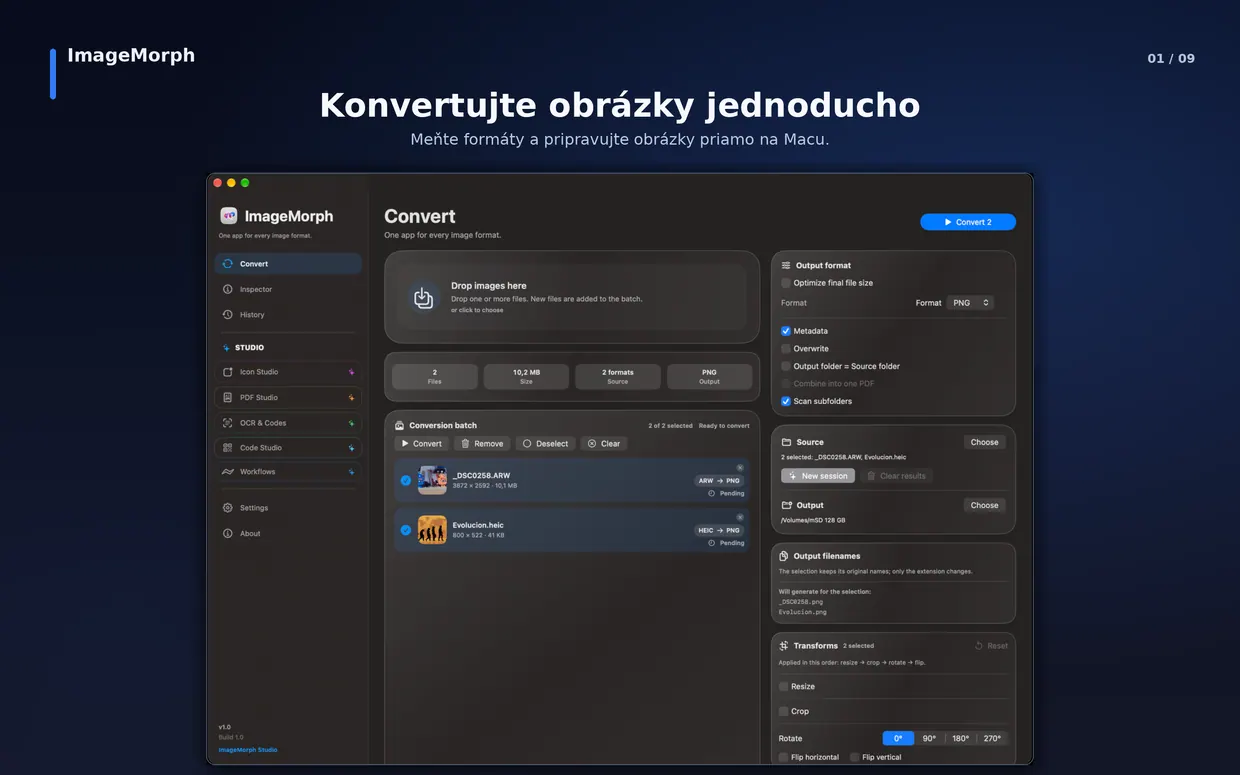 ImageMorph
01 / 09
Konvertujte obrázky jednoducho
Meňte formáty a pripravujte obrázky priamo na Macu.
ImageMorph
One app for every image format.
Convert
Inspector
History
STUDIO
Icon Studio
PDF Studio
OCR & Codes
Code Studio
Workflows
Settings
About
v1.0
Build 1.0
ImageMorph Studio
Convert
One app for every image format.
Convert 2
Drop images here
Drop one or more files. New files are added to the batch.
or click to choose
2
Files
10,2 MB
Size
2 formats
Source
PNG
Output
Conversion batch
2 of 2 selected Ready to convert
Convert Remove Deselect Clear
_DSC0258.ARW
3872 × 2592 · 10,1 MB
ARW → PNG
Pending
Evolucion.heic
800 × 522 · 41 KB
HEIC → PNG
Pending
Output format
Optimize final file size
Format Format PNG
Metadata
Overwrite
Output folder = Source folder
Combine into one PDF
Scan subfolders
Source Choose
2 selected: _DSC0258.ARW, Evolucion.heic
New session Clear results
Output Choose
/Volumes/mSD 128 GB
Output filenames
The selection keeps its original names; only the extension changes.
Will generate for the selection:
_DSC0258.png
Evolucion.png
Transforms 2 selected Reset
Applied in this order: resize → crop → rotate → flip.
Resize
Crop
Rotate 0° 90° 180° 270°
Flip horizontal Flip vertical